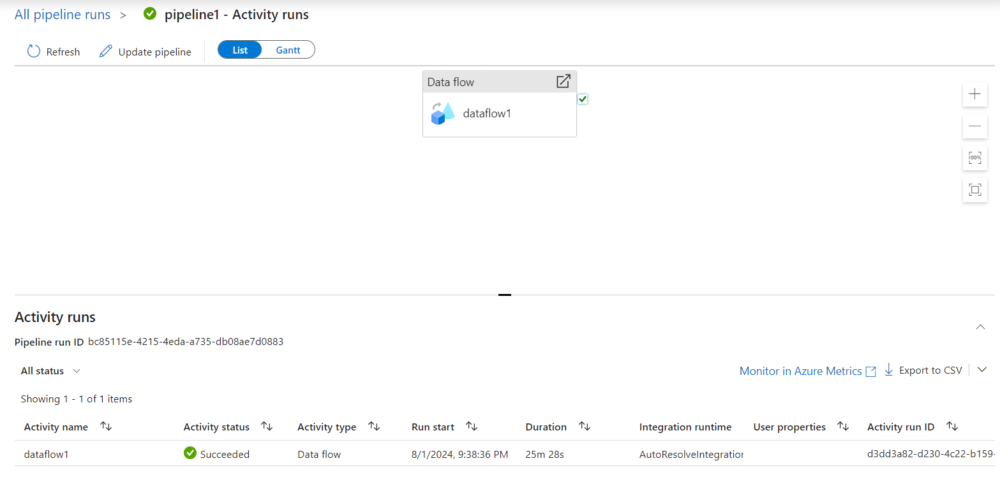 All pipeline runs > pipeline1 - Activity runs
Refresh Update pipeline List Gantt
Data flow
dataflow1
100%
Activity runs
Pipeline run ID bc85115e-4215-4eda-a735-db08ae7d0883
All status Monitor in Azure Metrics Export to CSV
Showing 1 - 1 of 1 items
Activity name Activity status Activity type Run start Duration Integration runtime User properties Activity run ID
dataflow1 Succeeded Data flow 8/1/2024, 9:38:36 PM 25m 28s AutoResolveIntegration d3dd3a82-d230-4c22-b159-